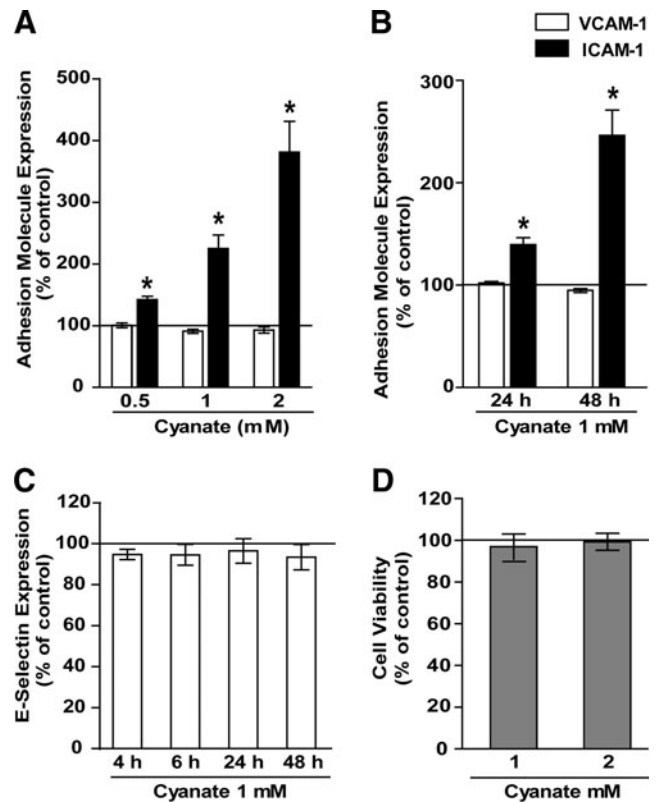 A
Adhesion Molecule Expression
(% of control)
500
400
300
200
100
0
*
*
*
0.5 1 2
Cyanate (mM)
B
VCAM-1
ICAM-1
Adhesion Molecule Expression
(% of control)
300
200
100
0
*
*
24 h 48 h
Cyanate 1 mM
C
E-Selectin Expression
(% of control)
120
100
80
60
40
20
0
4 h 6 h 24 h 48 h
Cyanate 1 mM
D
Cell Viability
(% of control)
120
100
80
60
40
20
0
1 2
Cyanate mM